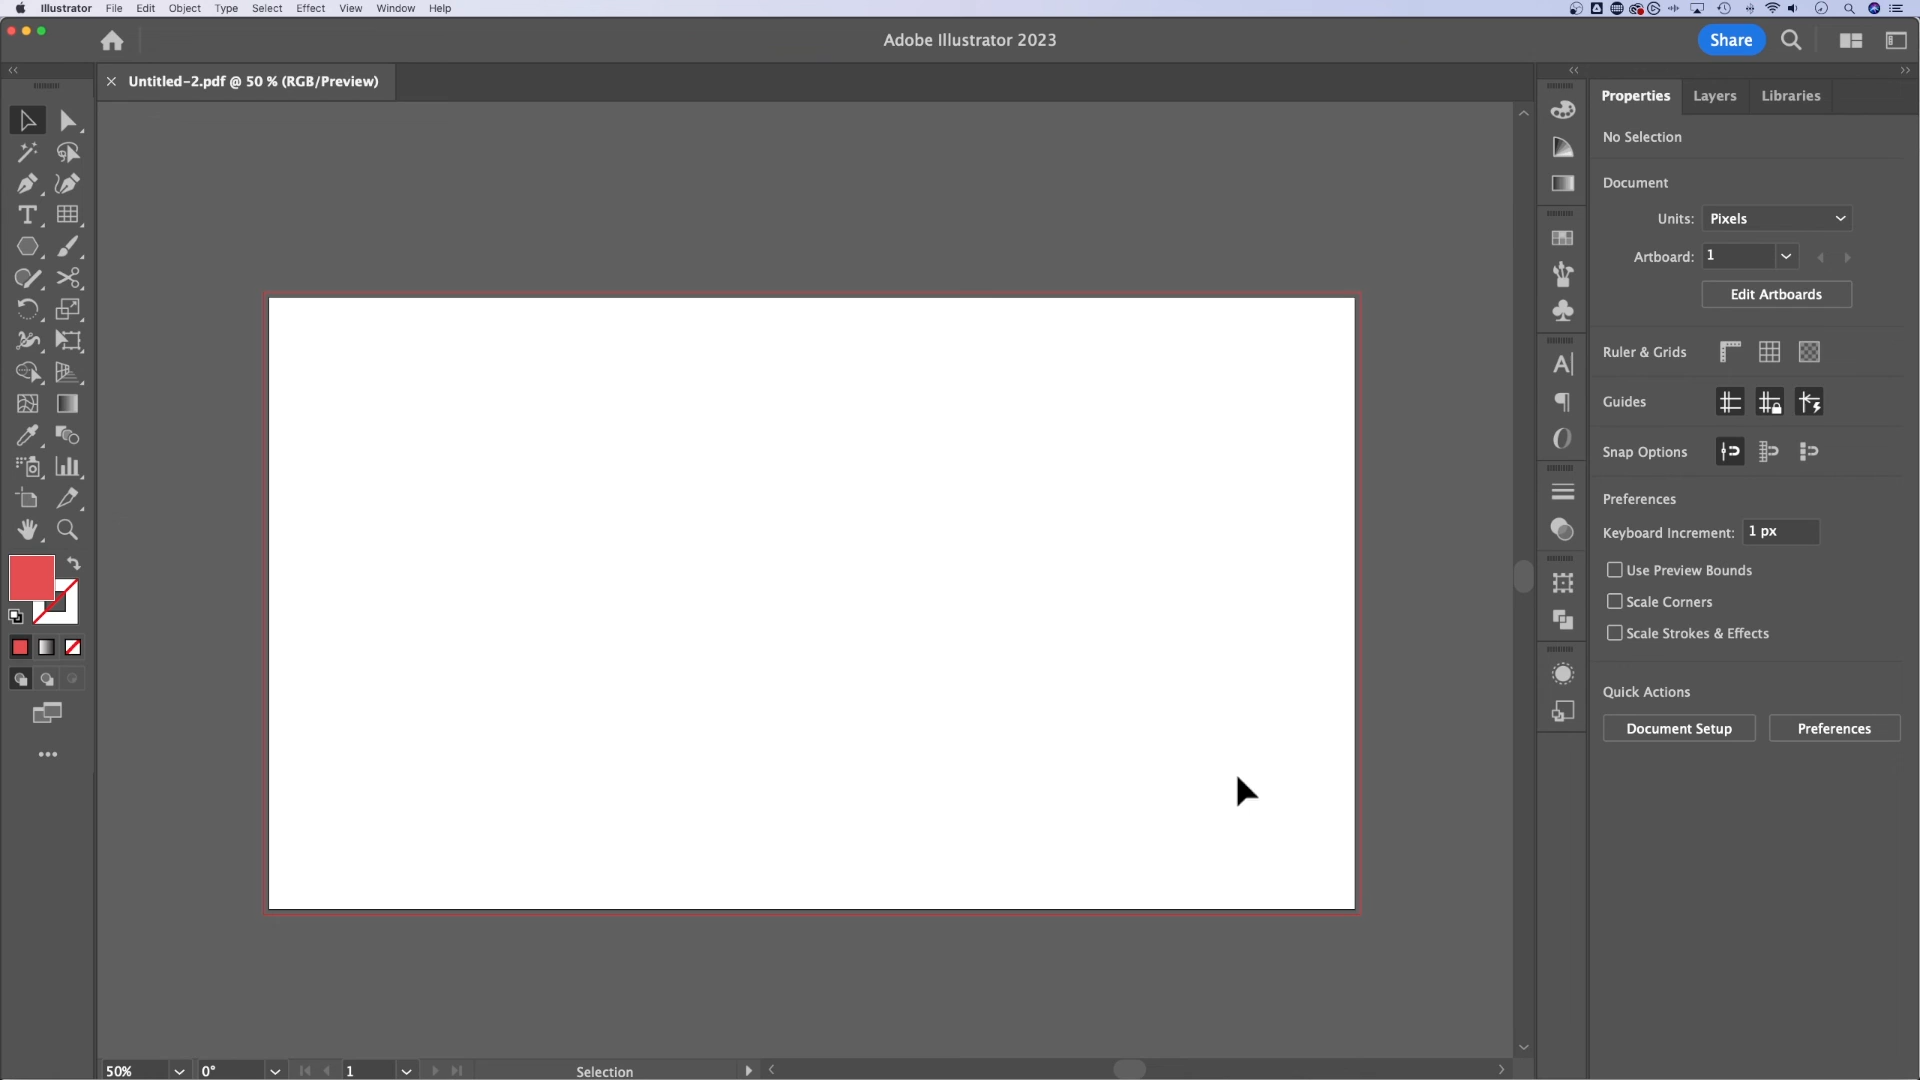 Illustrator File Edit Object Type Select Effect View Window Help
Adobe Illustrator 2023
Share
Untitled-2.pdf @ 50 % (RGB/Preview)
Properties Layers Libraries
No Selection
Document
Units: Pixels
Artboard: 1
Edit Artboards
Ruler & Grids
Guides
Snap Options
Preferences
Keyboard Increment: 1 px
Use Preview Bounds
Scale Corners
Scale Strokes & Effects
Quick Actions
Document Setup Preferences
50% 0° 1 Selection